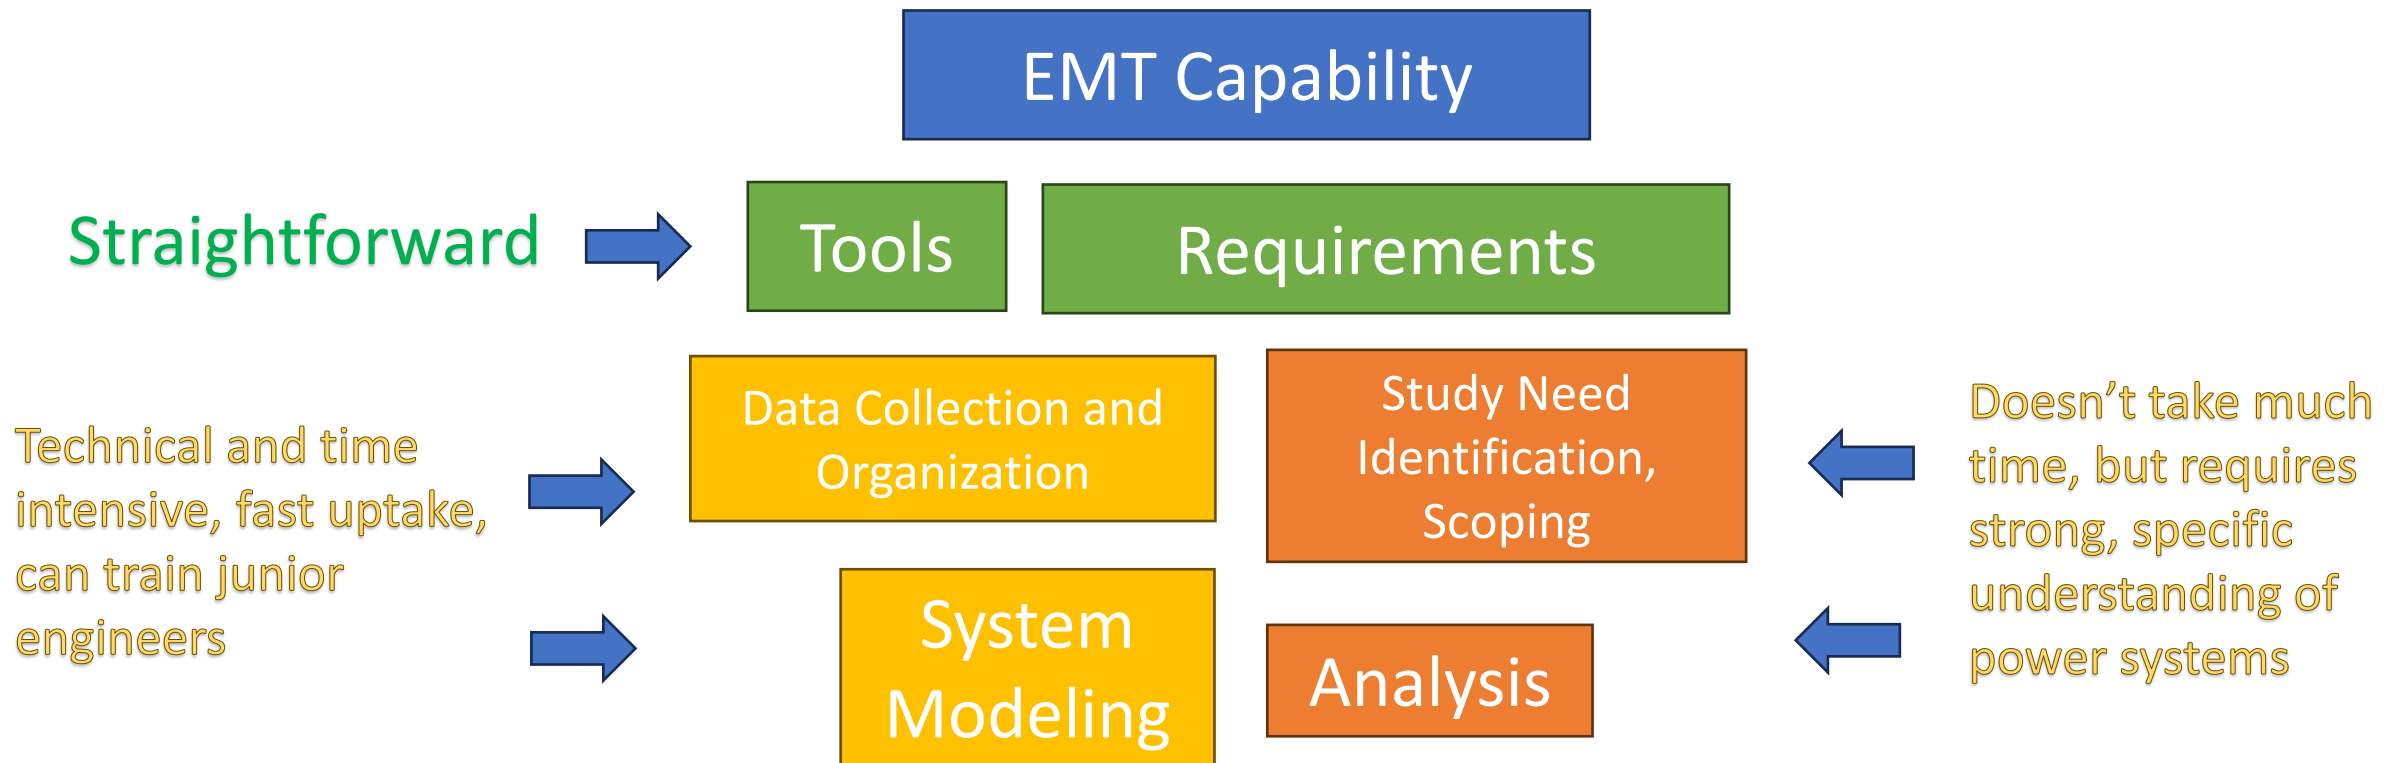 EMT Capability
Straightforward
Tools
Requirements
Technical and time
intensive, fast uptake,
can train junior
engineers
Data Collection and
Organization
Study Need
Identification,
Scoping
Doesn’t take much
time, but requires
strong, specific
understanding of
power systems
System
Modeling
Analysis